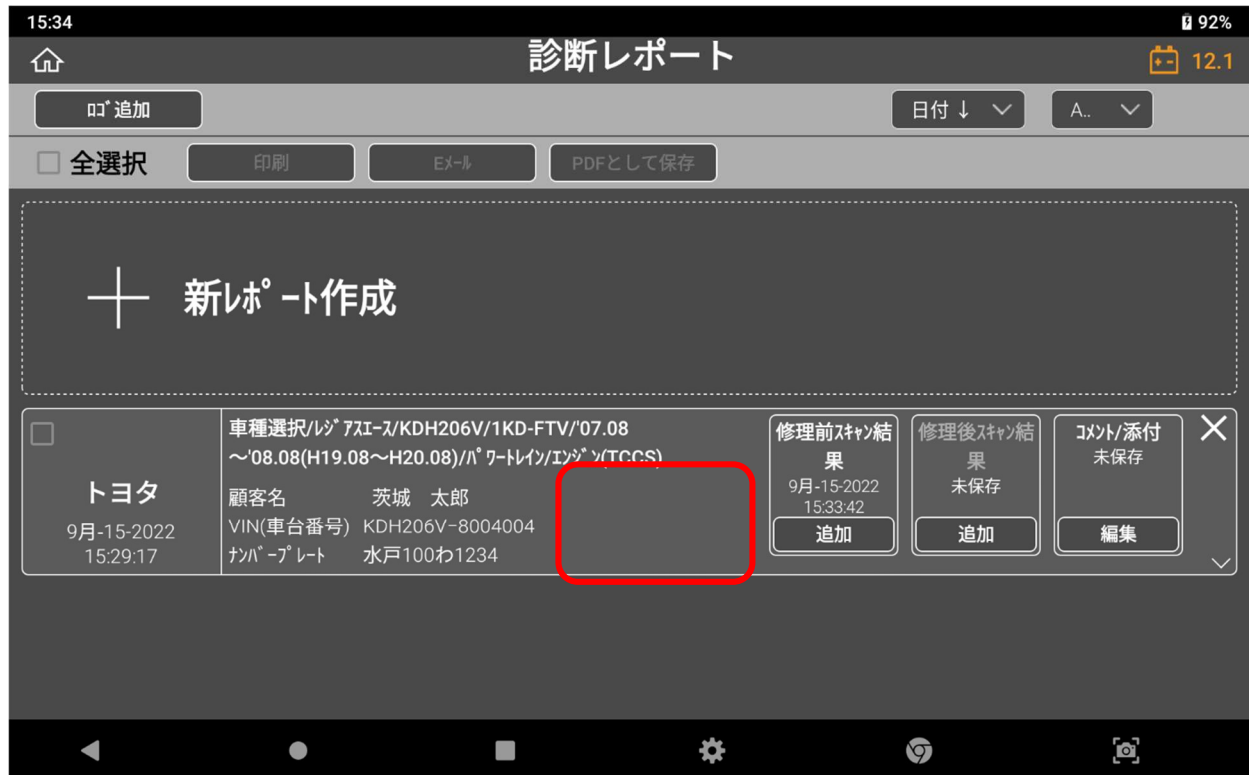 15:34 92%
診断レポート
12.1
ﾛｺﾞ追加 日付↓ A..
全選択 印刷 Eﾒｰﾙ PDFとして保存
新ﾚﾎﾟｰﾄ作成
トヨタ
9月-15-2022
15:29:17
車種選択/ﾚｼﾞｱｽｴｰｽ/KDH206V/1KD-FTV/'07.08
～'08.08(H19.08～H20.08)/ﾊﾟﾜｰﾄﾚｲﾝ/ｴﾝｼﾞﾝ(TCCS)
顧客名 茨城 太郎
VIN(車台番号) KDH206V-8004004
ﾅﾝﾊﾞｰﾌﾟﾚｰﾄ 水戸100わ1234
修理前ｽｷｬﾝ結
果
9月-15-2022
15:33:42
追加
修理後ｽｷｬﾝ結
果
未保存
追加
ｺﾒﾝﾄ/添付
未保存
編集